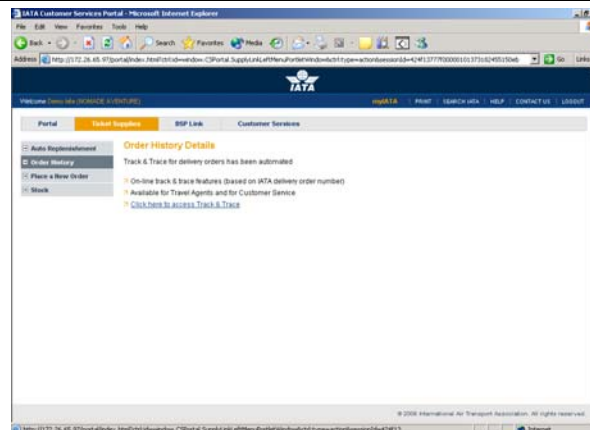 IATA Customer Services Portal - Microsoft Internet Explorer
File Edit View Favorites Tools Help
Back Search Favorites Media
Address Go Links
IATA
Welcome
myIATA | PRINT | SEARCH IATA | HELP | CONTACT US | LOGOUT
Portal Ticket Supplies BSP Link Customer Services
Auto Replenishment
Order History
Place a New Order
Stock
Order History Details
Track & Trace for delivery orders has been automated
On-line track & trace features (based on IATA delivery order number)
Available for Travel Agents and for Customer Service
Click here to access Track & Trace
International Air Transport Association. All rights reserved.
Internet